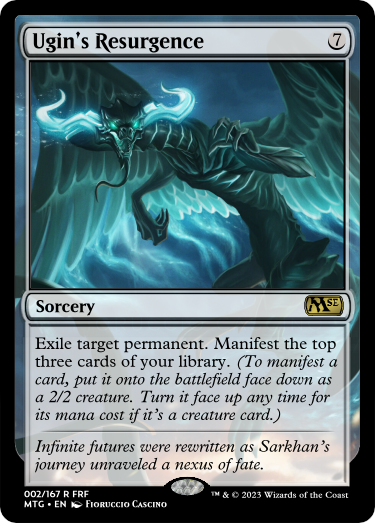 Ugin's Resurgence 7
Sorcery M SE
Exile target permanent. Manifest the top
three cards of your library. (To manifest a
card, put it onto the battlefield face down as
a 2/2 creature. Turn it face up any time for
its mana cost if it's a creature card.)
Infinite futures were rewritten as Sarkhan's
journey unraveled a nexus of fate.
002/167 R FRF
MTG • EN Fioruccio Cascino ™ & © 2023 Wizards of the Coast